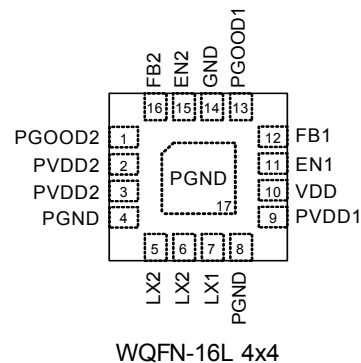 FB2 EN2 GND PGOOD1
16 15 14 13
PGOOD2 1 12 FB1
PVDD2 2 11 EN1
PVDD2 3 10 VDD
PGND 4 9 PVDD1
PGND
17
5 6 7 8
LX2 LX2 LX1 PGND
WQFN-16L 4x4